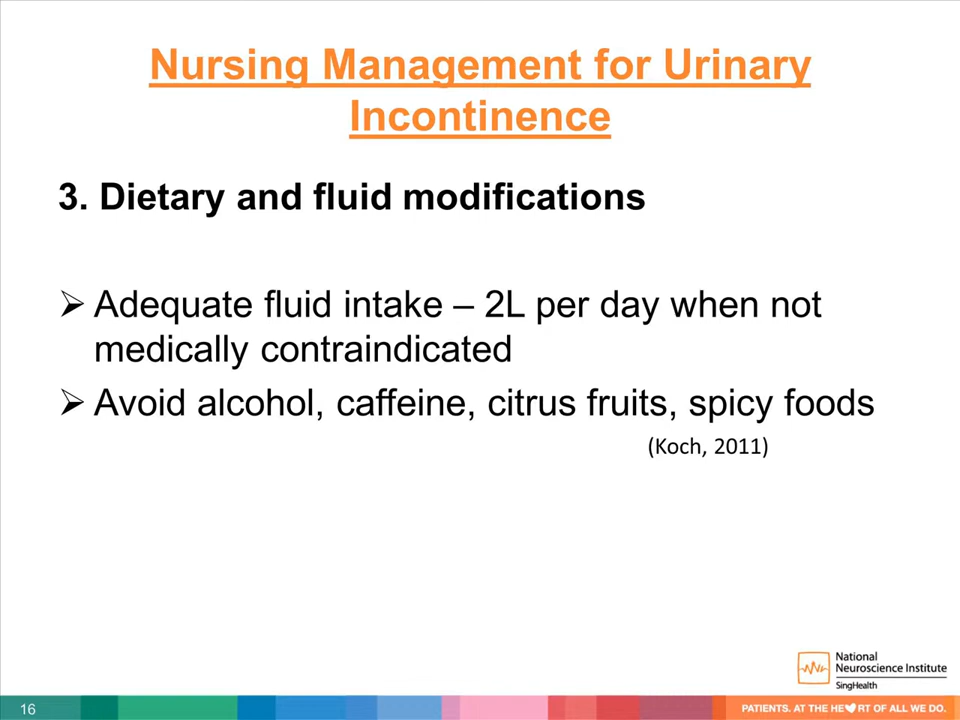 Nursing Management for Urinary
Incontinence
3. Dietary and fluid modifications
➢ Adequate fluid intake – 2L per day when not
medically contraindicated
➢ Avoid alcohol, caffeine, citrus fruits, spicy foods
(Koch, 2011)
National
Neuroscience Institute
SingHealth
16
PATIENTS. AT THE HE♥RT OF ALL WE DO.